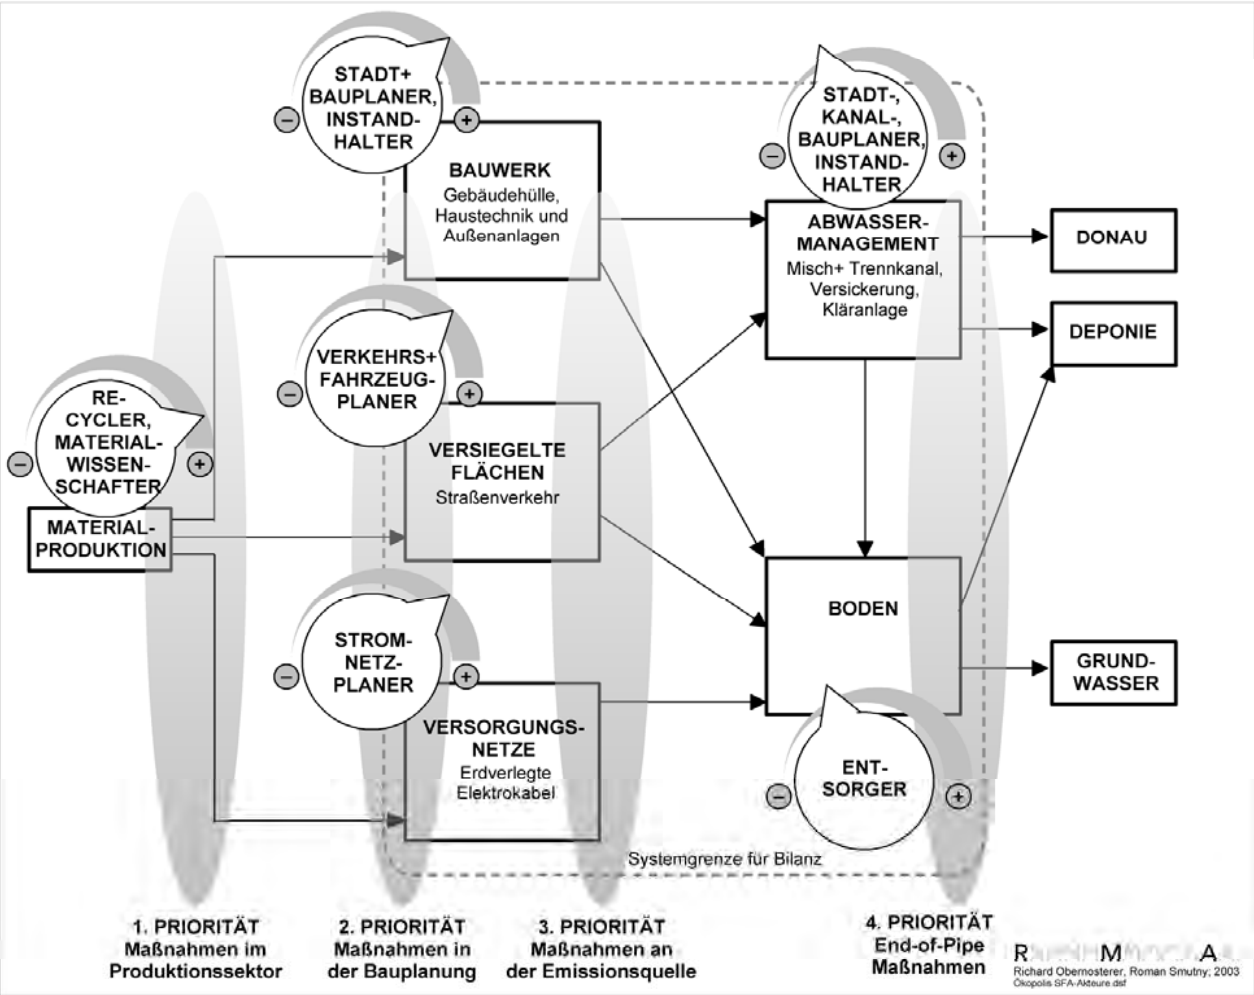 STADT+
BAUPLANER,
INSTAND-
HALTER
−
+
BAUWERK
Gebäudehülle,
Haustechnik und
Außenanlagen
STADT-,
KANAL-,
BAUPLANER,
INSTAND-
HALTER
−
+
ABWASSER-
MANAGEMENT
Misch+ Trennkanal,
Versickerung,
Kläranlage
DONAU
DEPONIE
VERKEHRS+
FAHRZEUG-
PLANER
−
+
VERSIEGELTE
FLÄCHEN
Straßenverkehr
RE-
CYCLER,
MATERIAL-
WISSEN-
SCHAFTER
−
+
MATERIAL-
PRODUKTION
STROM-
NETZ-
PLANER
−
+
VERSORGUNGS-
NETZE
Erdverlegte
Elektrokabel
BODEN
GRUND-
WASSER
ENT-
SORGER
−
+
Systemgrenze für Bilanz
1. PRIORITÄT
Maßnahmen im
Produktionssektor
2. PRIORITÄT
Maßnahmen in
der Bauplanung
3. PRIORITÄT
Maßnahmen an
der Emissionsquelle
4. PRIORITÄT
End-of-Pipe
Maßnahmen
R M A
Richard Obernosterer, Roman Smutny; 2003
Ökopolis SFA-Akteure.dsf